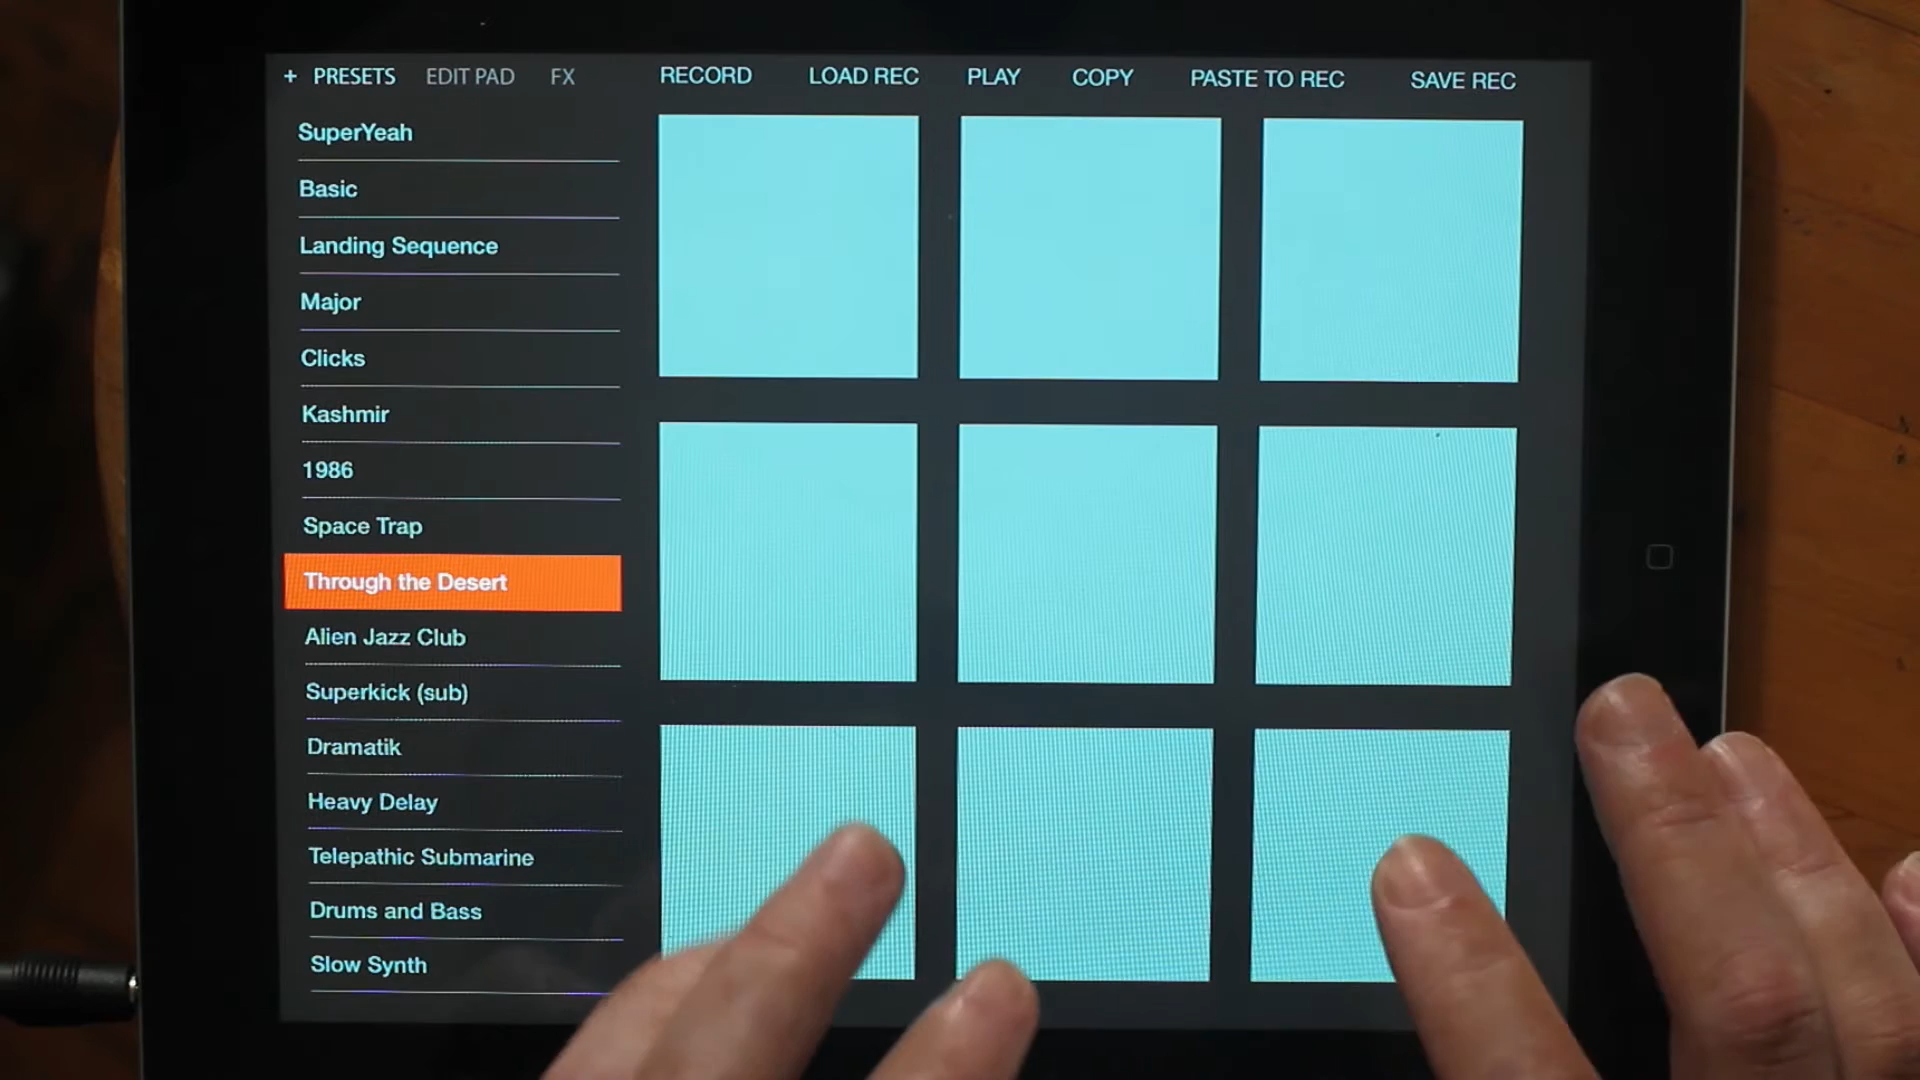 + PRESETS EDIT PAD FX RECORD LOAD REC PLAY COPY PASTE TO REC SAVE REC
SuperYeah
Basic
Landing Sequence
Major
Clicks
Kashmir
1986
Space Trap
Through the Desert
Alien Jazz Club
Superkick (sub)
Dramatik
Heavy Delay
Telepathic Submarine
Drums and Bass
Slow Synth